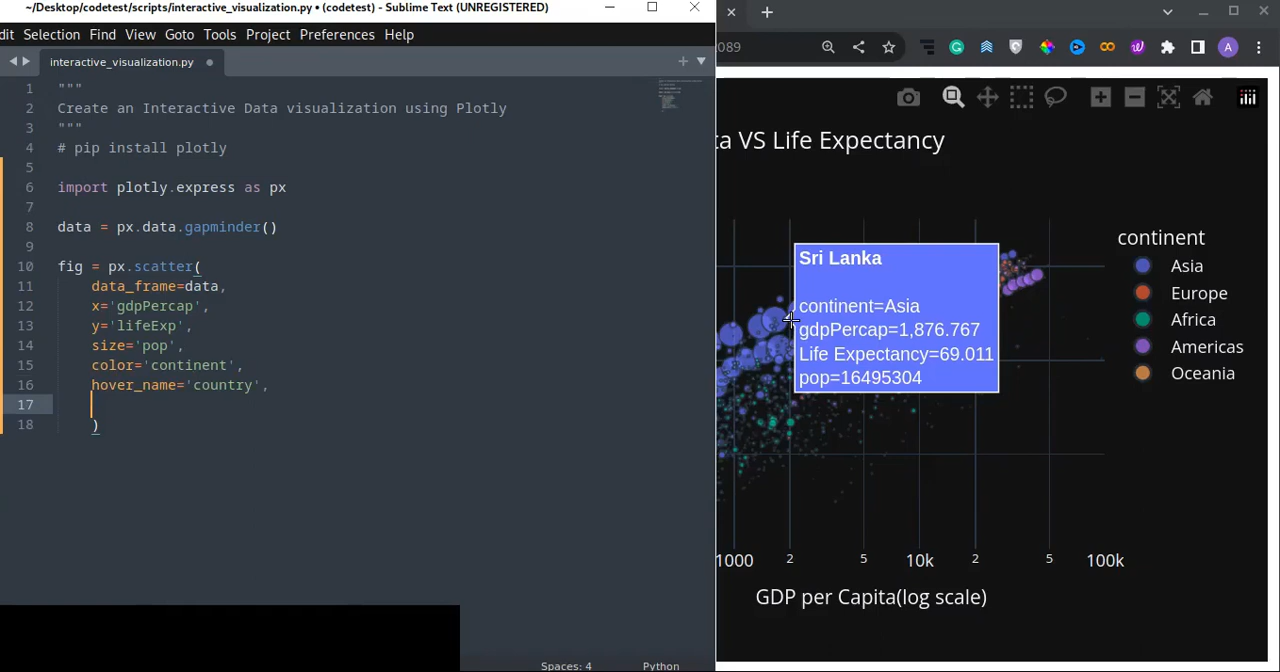 ~/Desktop/codetest/scripts/interactive_visualization.py • (codetest) - Sublime Text (UNREGISTERED)
dit Selection Find View Goto Tools Project Preferences Help
interactive_visualization.py
1 """
2 Create an Interactive Data visualization using Plotly
3 """
4 # pip install plotly
5
6 import plotly.express as px
7
8 data = px.data.gapminder()
9
10 fig = px.scatter(
11 data_frame=data,
12 x='gdpPercap',
13 y='lifeExp',
14 size='pop',
15 color='continent',
16 hover_name='country',
17
18 )
Spaces: 4 Python
089
A
ta VS Life Expectancy
continent
Asia
Europe
Africa
Americas
Oceania
Sri Lanka
continent=Asia
gdpPercap=1,876.767
Life Expectancy=69.011
pop=16495304
1000 2 5 10k 2 5 100k
GDP per Capita(log scale)